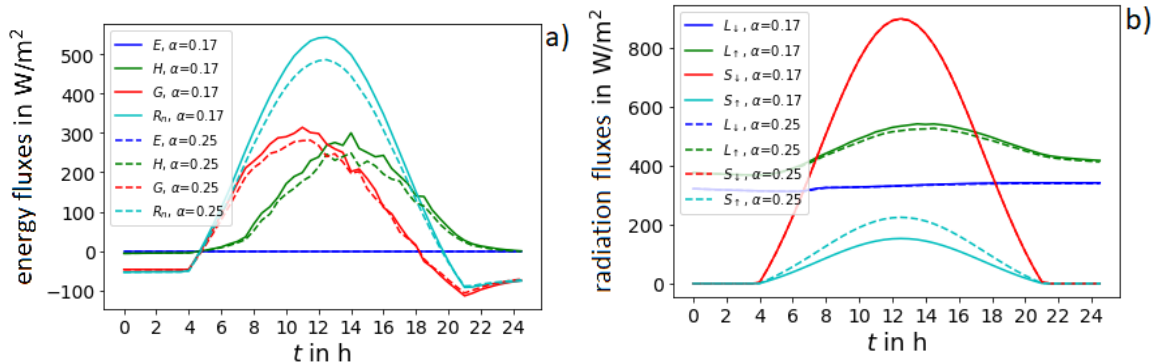 a)
energy fluxes in W/m²
500
400
300
200
100
0
−100
E, α=0.17
H, α=0.17
G, α=0.17
Rₙ, α=0.17
E, α=0.25
H, α=0.25
G, α=0.25
Rₙ, α=0.25
0 2 4 6 8 10 12 14 16 18 20 22 24
t in h
b)
radiation fluxes in W/m²
800
600
400
200
0
L↓, α=0.17
L↑, α=0.17
S↓, α=0.17
S↑, α=0.17
L↓, α=0.25
L↑, α=0.25
S↓, α=0.25
S↑, α=0.25
0 2 4 6 8 10 12 14 16 18 20 22 24
t in h